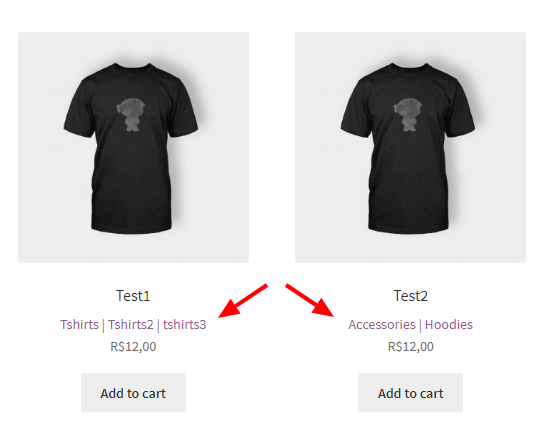 Test1
Tshirts | Tshirts2 | tshirts3
R$12,00
Add to cart
Test2
Accessories | Hoodies
R$12,00
Add to cart